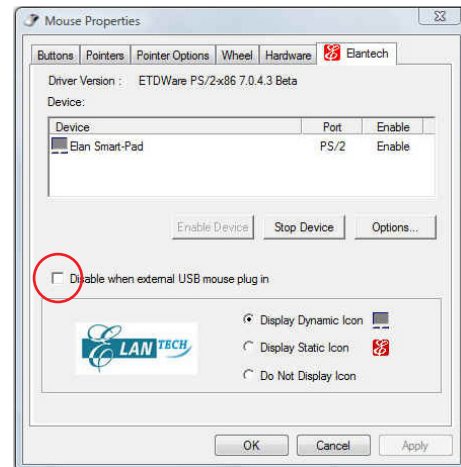 Mouse Properties
Buttons Pointers Pointer Options Wheel Hardware Elantech
Driver Version : ETDWare PS/2-x86 7.0.4.3 Beta
Device:
Device Port Enable
Elan Smart-Pad PS/2 Enable
Enable Device Stop Device Options...
Disable when external USB mouse plug in
Display Dynamic Icon
ELAN TECH
Display Static Icon
Do Not Display Icon
OK Cancel Apply